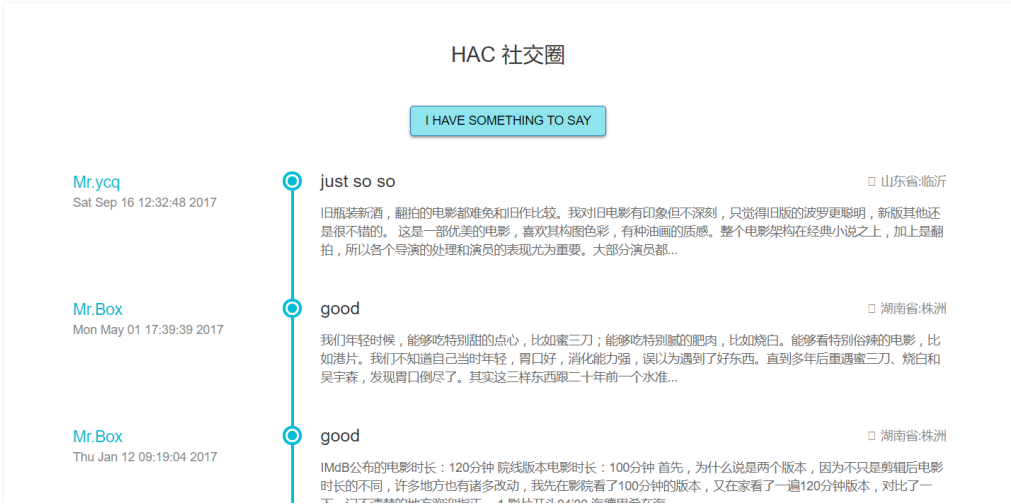 HAC 社交圈
I HAVE SOMETHING TO SAY
Mr.ycq
Sat Sep 16 12:32:48 2017
just so so
山东省:临沂
旧瓶装新酒，翻拍的电影都难免和旧作比较。我对旧电影有印象但不深刻，只觉得旧版的波罗更聪明，新版其他还
是很不错的。 这是一部优美的电影，喜欢其构图色彩，有种油画的质感。整个电影架构在经典小说之上，加上是翻
拍，所以各个导演的处理和演员的表现尤为重要。大部分演员都...
Mr.Box
Mon May 01 17:39:39 2017
good
湖南省:株洲
我们年轻时候，能够吃特别甜的点心，比如蜜三刀；能够吃特别腻的肥肉，比如烧白。能够看特别俗辣的电影，比
如港片。我们不知道自己当时年轻，胃口好，消化能力强，误以为遇到了好东西。直到多年后重遇蜜三刀、烧白和
吴宇森，发现胃口倒尽了。其实这三样东西跟二十年前一个水准...
Mr.Box
Thu Jan 12 09:19:04 2017
good
湖南省:株洲
IMdB公布的电影时长：120分钟 院线版本电影时长：100分钟 首先，为什么说是两个版本，因为不只是剪辑后电影
时长的不同，许多地方也有诸多改动，我先在影院看了100分钟的版本，又在家看了一遍120分钟版本，对比了一